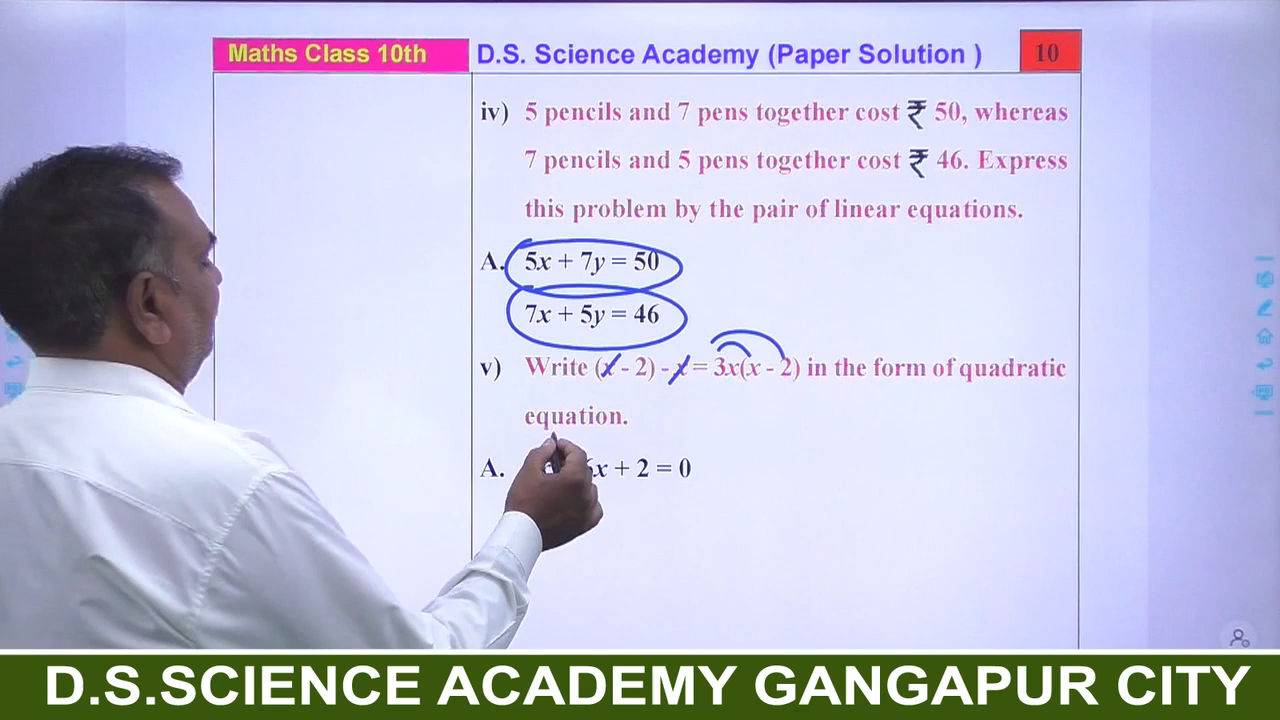 Maths Class 10th
D.S. Science Academy (Paper Solution )
10
iv) 5 pencils and 7 pens together cost ₹ 50, whereas
7 pencils and 5 pens together cost ₹ 46. Express
this problem by the pair of linear equations.
A. 5x + 7y = 50
7x + 5y = 46
v) Write (x - 2) - x = 3x(x - 2) in the form of quadratic
equation.
A. x + 2 = 0
D.S.SCIENCE ACADEMY GANGAPUR CITY